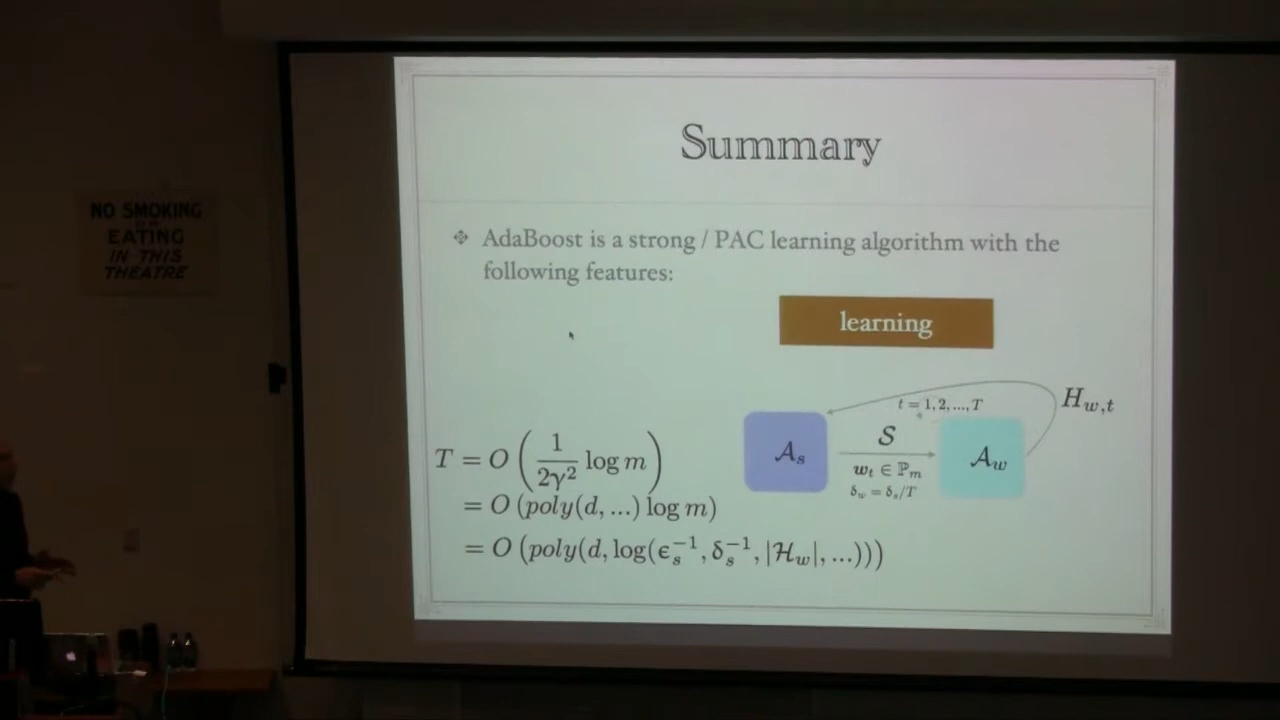 NO SMOKING
OR
EATING
IN THIS
THEATRE
Summary
AdaBoost is a strong / PAC learning algorithm with the
following features:
learning
t = 1, 2, ..., T
H_{w,t}
A_s
S
A_w
w_t ∈ ℙ_m
δ_w = δ_s/T
T = O(1/2γ² log m)
= O(poly(d, ...) log m)
= O(poly(d, log(ϵ_s^{-1}, δ_s^{-1}, |H_w|, ...)))